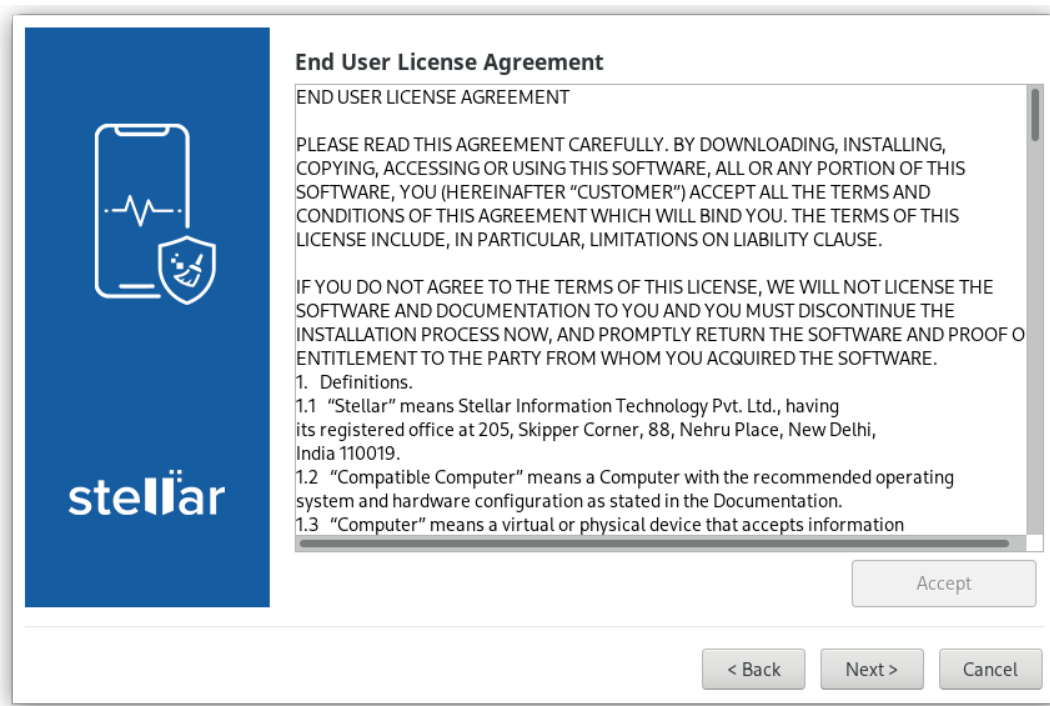 End User License Agreement
END USER LICENSE AGREEMENT
PLEASE READ THIS AGREEMENT CAREFULLY. BY DOWNLOADING, INSTALLING,
COPYING, ACCESSING OR USING THIS SOFTWARE, ALL OR ANY PORTION OF THIS
SOFTWARE, YOU (HEREINAFTER “CUSTOMER”) ACCEPT ALL THE TERMS AND
CONDITIONS OF THIS AGREEMENT WHICH WILL BIND YOU. THE TERMS OF THIS
LICENSE INCLUDE, IN PARTICULAR, LIMITATIONS ON LIABILITY CLAUSE.
IF YOU DO NOT AGREE TO THE TERMS OF THIS LICENSE, WE WILL NOT LICENSE THE
SOFTWARE AND DOCUMENTATION TO YOU AND YOU MUST DISCONTINUE THE
INSTALLATION PROCESS NOW, AND PROMPTLY RETURN THE SOFTWARE AND PROOF O
ENTITLEMENT TO THE PARTY FROM WHOM YOU ACQUIRED THE SOFTWARE.
1. Definitions.
1.1 “Stellar” means Stellar Information Technology Pvt. Ltd., having
its registered office at 205, Skipper Corner, 88, Nehru Place, New Delhi,
India 110019.
1.2 “Compatible Computer” means a Computer with the recommended operating
system and hardware configuration as stated in the Documentation.
1.3 “Computer” means a virtual or physical device that accepts information
stellar
Accept
< Back
Next >
Cancel